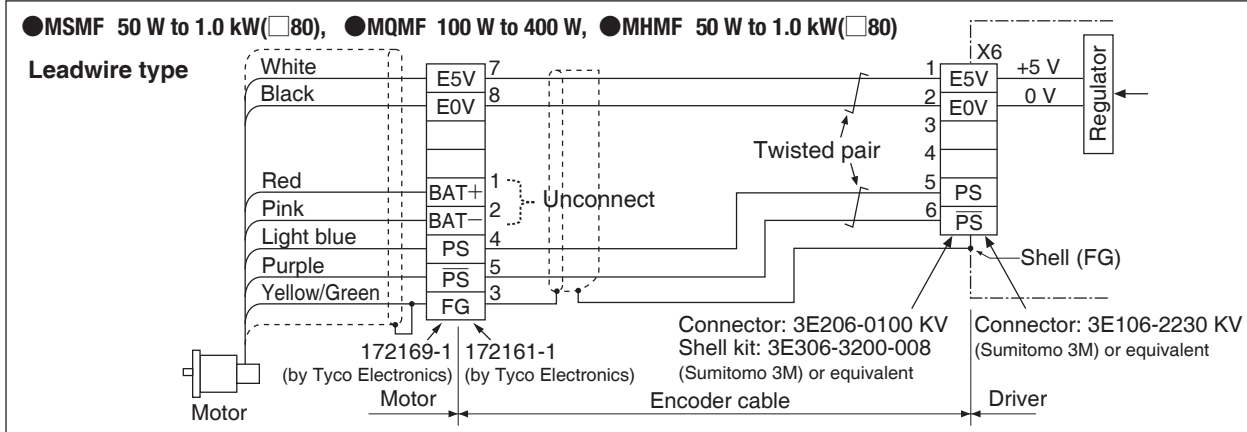 ●MSMF 50 W to 1.0 kW(□80), ●MQMF 100 W to 400 W, ●MHMF 50 W to 1.0 kW(□80)
Leadwire type
X6
White
E5V
7
1
E5V
+5 V
Black
E0V
8
2
E0V
0 V
Regulator
3
4
Twisted pair
Red
BAT+
1
Unconnect
5
PS
Pink
BAT−
2
6
P̅S̅
Light blue
PS
4
Purple
P̅S̅
5
Shell (FG)
Yellow/Green
FG
3
172169-1
(by Tyco Electronics)
172161-1
(by Tyco Electronics)
Connector: 3E206-0100 KV
Shell kit: 3E306-3200-008
(Sumitomo 3M) or equivalent
Connector: 3E106-2230 KV
(Sumitomo 3M) or equivalent
Motor
Motor
Encoder cable
Driver